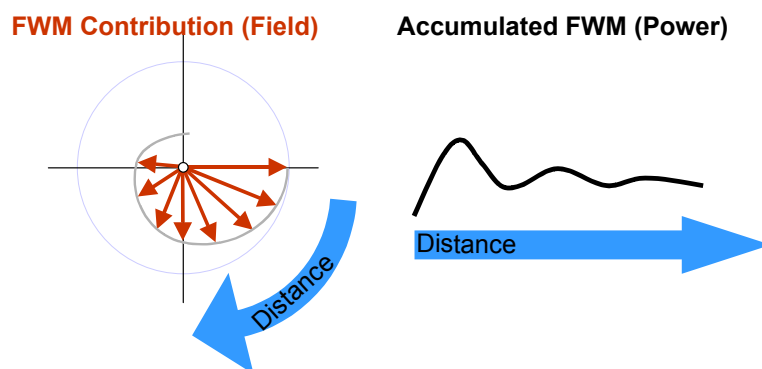 FWM Contribution (Field)
Accumulated FWM (Power)
Distance
Distance